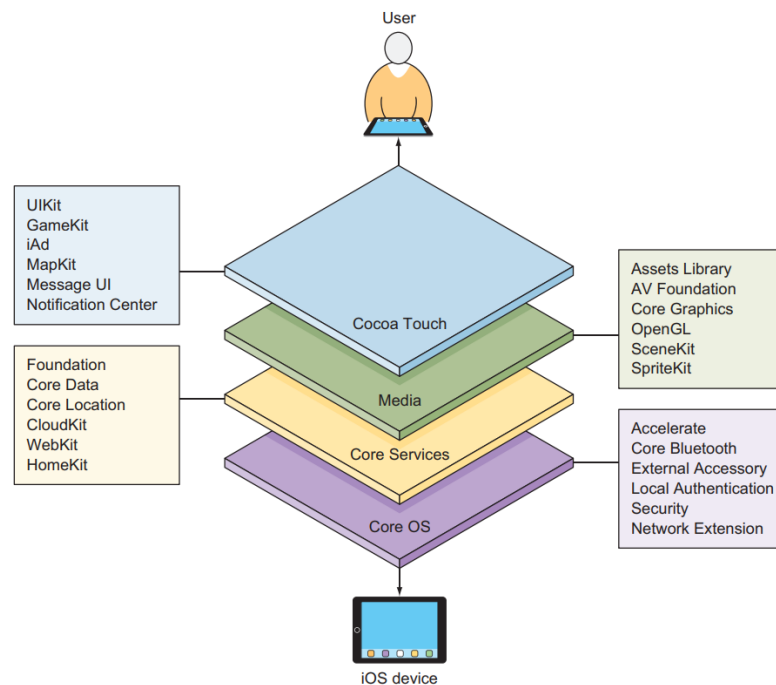 User
UIKit
GameKit
iAd
MapKit
Message UI
Notification Center
Assets Library
AV Foundation
Core Graphics
OpenGL
SceneKit
SpriteKit
Cocoa Touch
Foundation
Core Data
Core Location
CloudKit
WebKit
HomeKit
Media
Accelerate
Core Bluetooth
External Accessory
Local Authentication
Security
Network Extension
Core Services
Core OS
iOS device